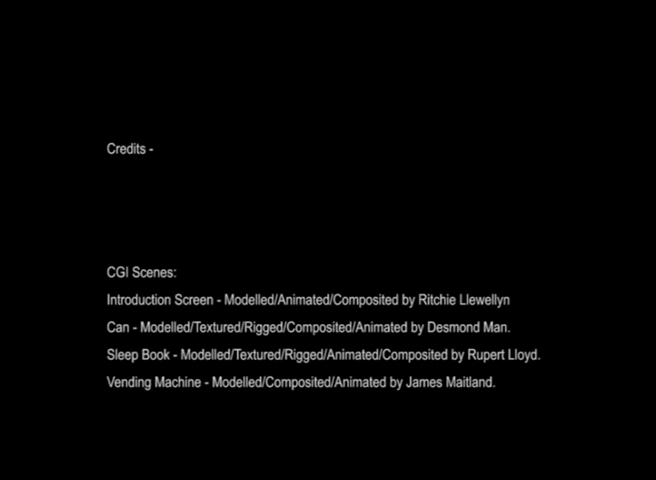 Credits -
CGI Scenes:
Introduction Screen - Modelled/Animated/Composited by Ritchie Llewellyn
Can - Modelled/Textured/Rigged/Composited/Animated by Desmond Man.
Sleep Book - Modelled/Textured/Rigged/Animated/Composited by Rupert Lloyd.
Vending Machine - Modelled/Composited/Animated by James Maitland.